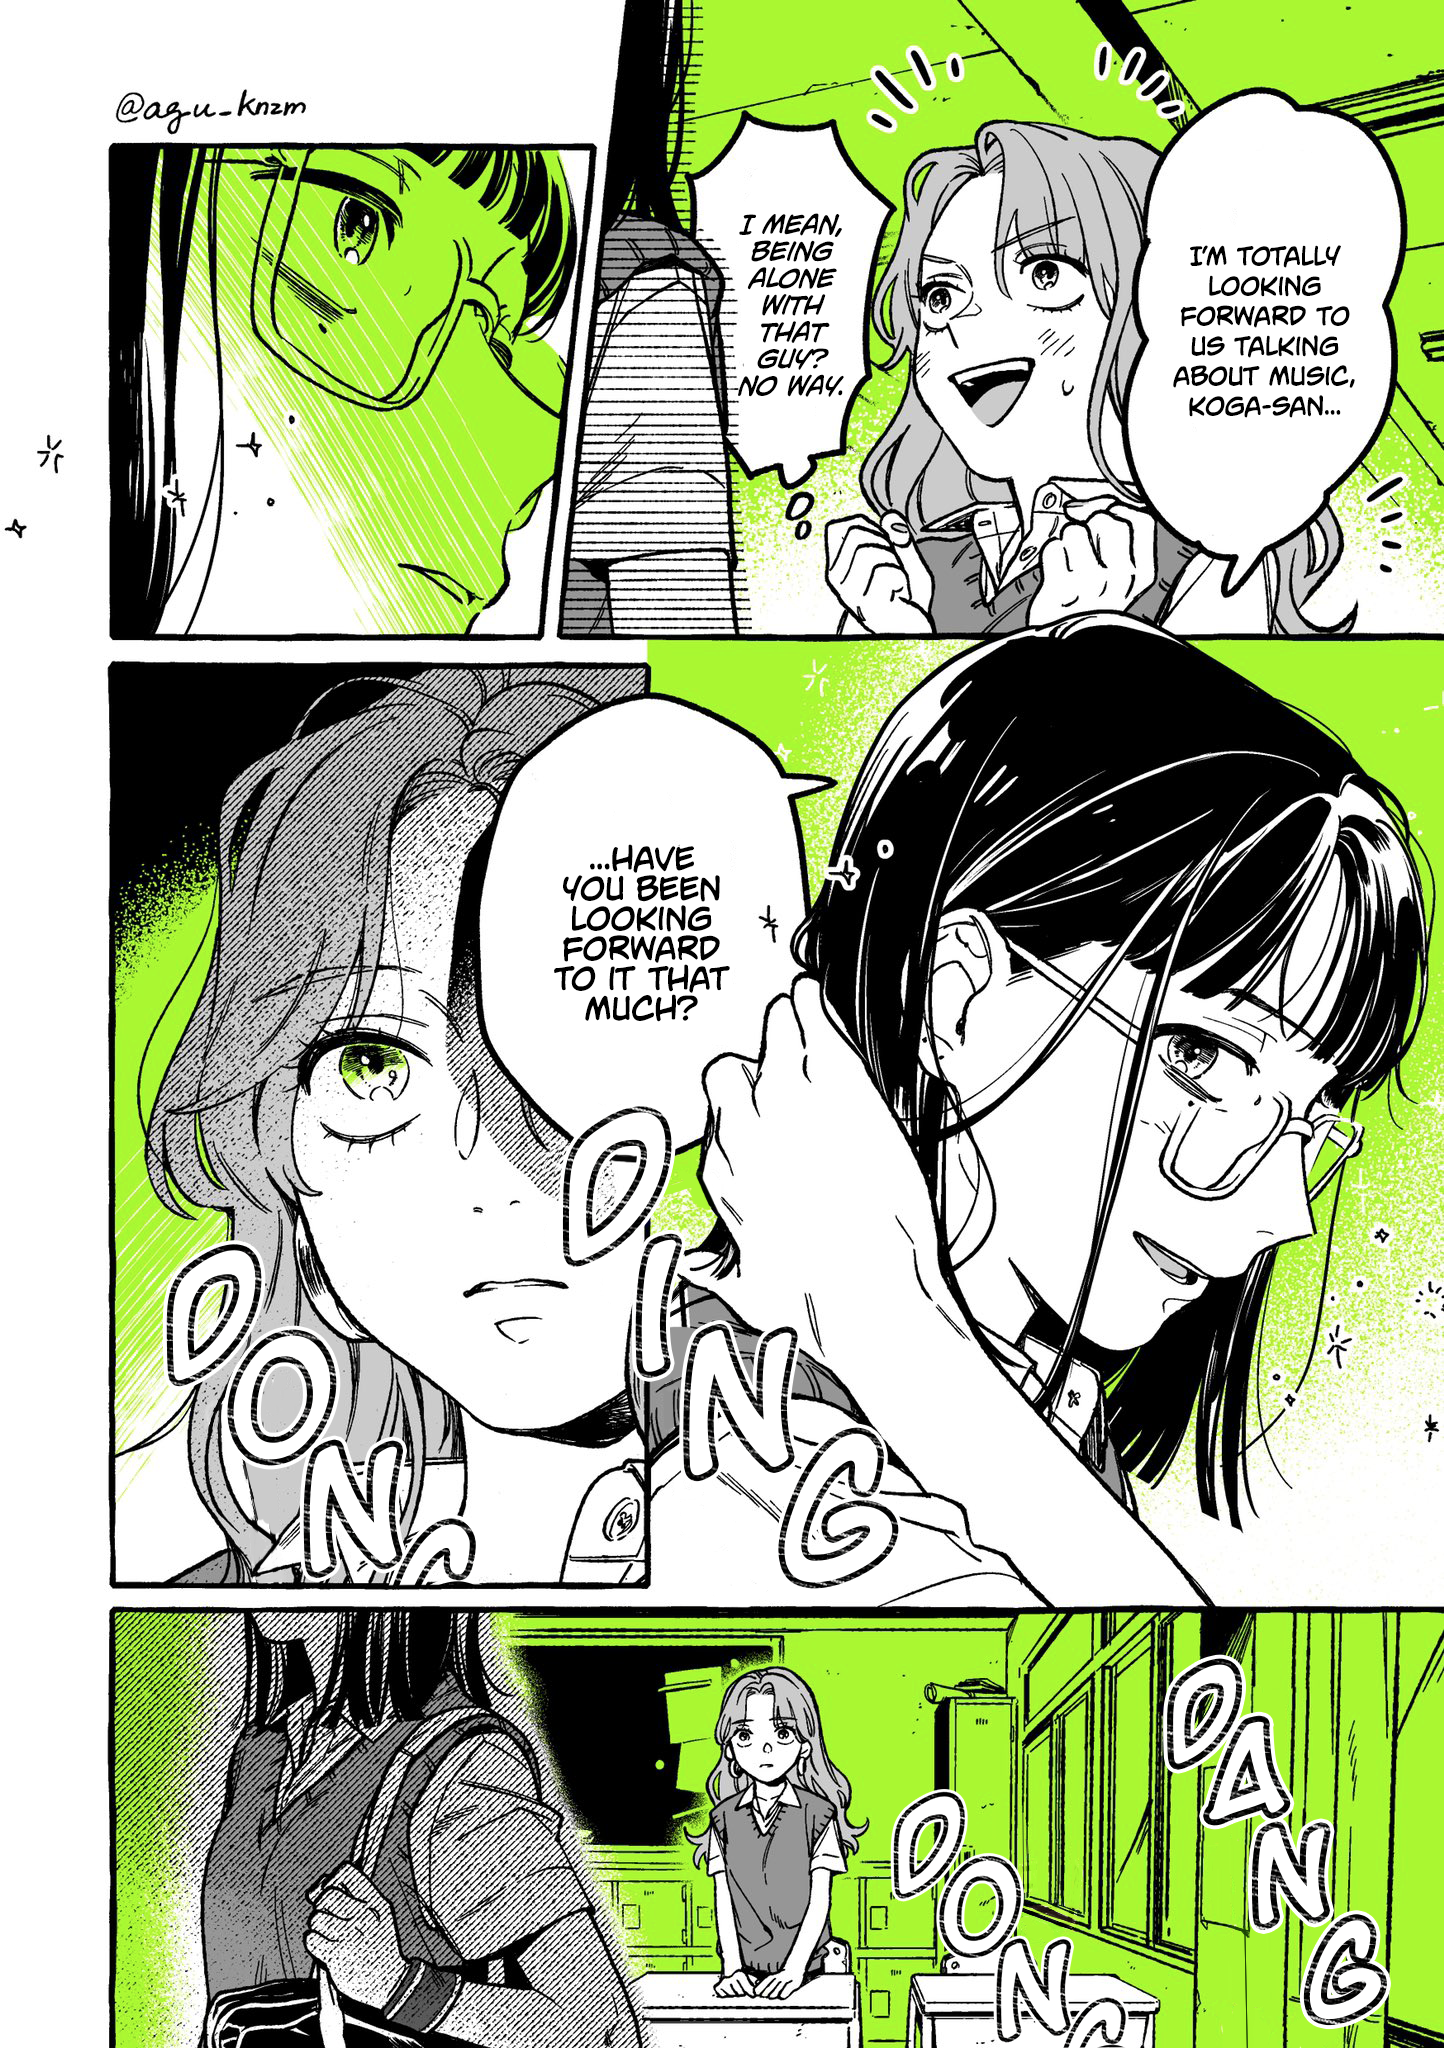 @agu_knzm
I'M TOTALLY
LOOKING
FORWARD TO
US TALKING
ABOUT MUSIC,
KOGA-SAN...
I MEAN,
BEING
ALONE
WITH
THAT
GUY?
NO WAY.
...HAVE
YOU BEEN
LOOKING
FORWARD
TO IT THAT
MUCH?
DING
DONG
DANG
DONG